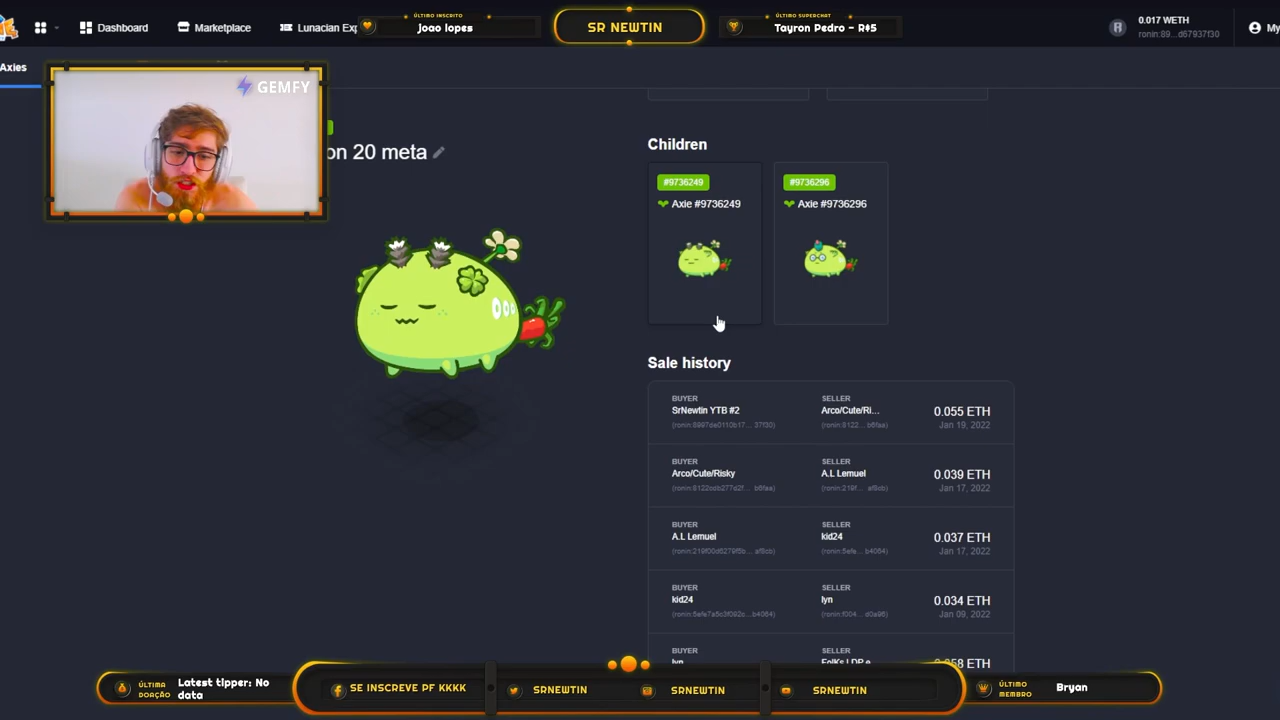 Dashboard
Marketplace
Lunacian Exp
ÚLTIMO INSCRITO
Joao lopes
SR NEWTIN
ÚLTIMO SUPERCHAT
Tayron Pedro - R$5
0.017 WETH
ronin:89...d67937f30
My
Axies
GEMFY
on 20 meta
Children
#9736249
Axie #9736249
#9736296
Axie #9736296
Sale history
BUYER
SrNewtin YTB #2
SELLER
Arco/Cute/Ri...
0.055 ETH
Jan 19, 2022
BUYER
Arco/Cute/Risky
SELLER
A.L Lemuel
0.039 ETH
Jan 17, 2022
BUYER
A.L Lemuel
SELLER
kid24
0.037 ETH
Jan 17, 2022
BUYER
kid24
SELLER
lyn
0.034 ETH
Jan 09, 2022
BUYER
lyn
SELLER
ÚLTIMA DOAÇÃO
Latest tipper: No data
SE INSCREVE PF KKKK
SRNEWTIN
SRNEWTIN
SRNEWTIN
ÚLTIMO MEMBRO
Bryan